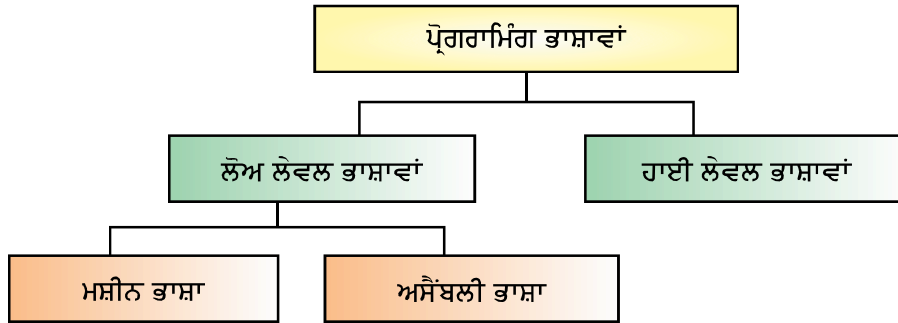 ਪ੍ਰੋਗਰਾਮਿੰਗ ਭਾਸ਼ਾਵਾਂ
ਲੋਅ ਲੇਵਲ ਭਾਸ਼ਾਵਾਂ
ਹਾਈ ਲੇਵਲ ਭਾਸ਼ਾਵਾਂ
ਮਸ਼ੀਨ ਭਾਸ਼ਾ
ਅਸੈਂਬਲੀ ਭਾਸ਼ਾ